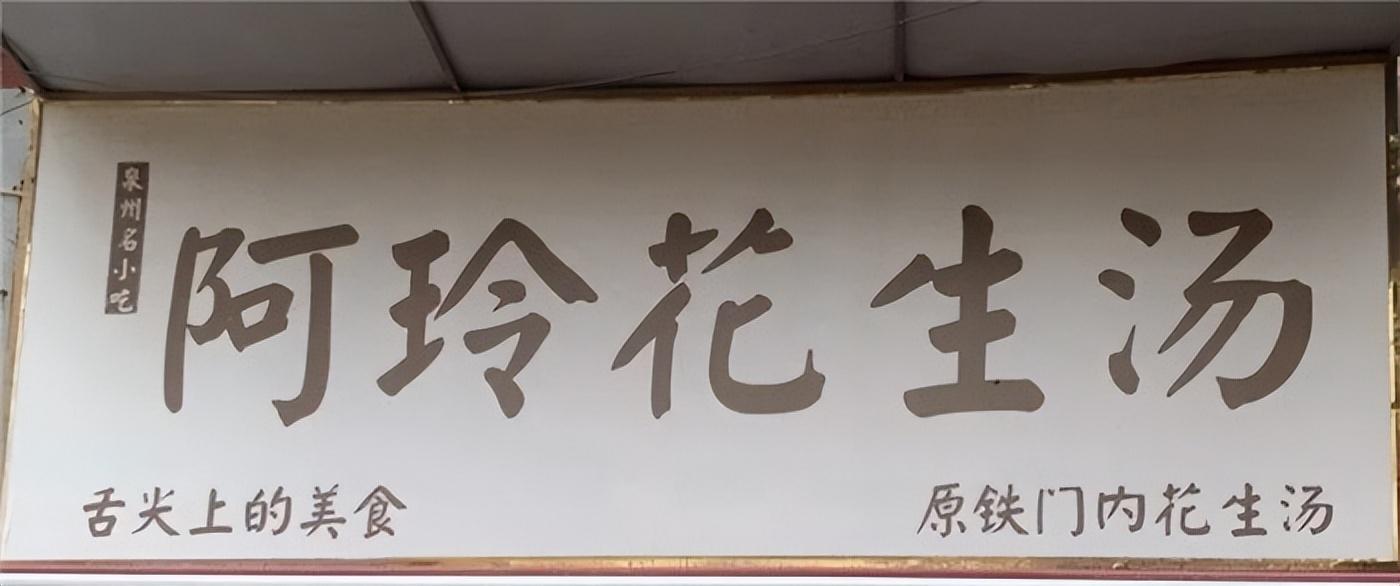 泉州名小吃
阿玲花生汤
舌尖上的美食
原铁门内花生汤